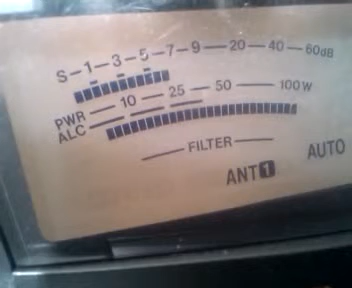 S-1-3-5-7-9-20-40-60dB
PWR-10-25-50-100W
ALC
FILTER
AUTO
ANT1